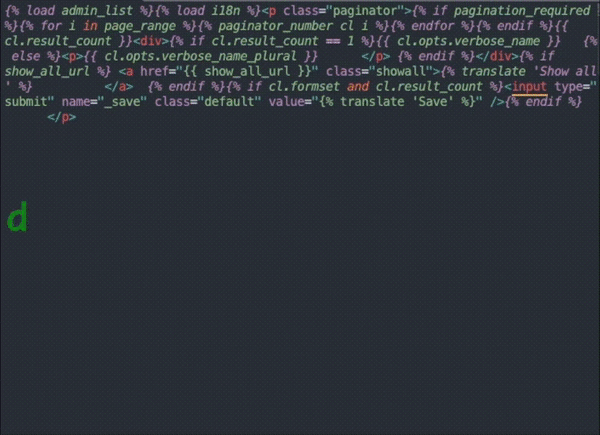 {% load admin_list %}{% load i18n %}<p class="paginator">{% if pagination_required
%}{% for i in page_range %}{% paginator_number cl i %}{% endfor %}{% endif %}{{
cl.result_count }}<div>{% if cl.result_count == 1 %}{{ cl.opts.verbose_name }}   {%
 else %}<p>{{ cl.opts.verbose_name_plural }}      </p> {% endif %}</div>{% if
show_all_url %} <a href="{{ show_all_url }}" class="showall">{% translate 'Show all
' %}          </a>  {% endif %}{% if cl.formset and cl.result_count %}<input type="
submit" name="_save" class="default" value="{% translate 'Save' %}" />{% endif %}
      </p>
d